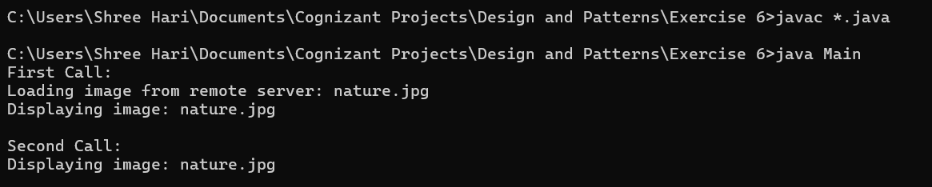 C:\Users\Shree Hari\Documents\Cognizant Projects\Design and Patterns\Exercise 6>javac *.java
C:\Users\Shree Hari\Documents\Cognizant Projects\Design and Patterns\Exercise 6>java Main
First Call:
Loading image from remote server: nature.jpg
Displaying image: nature.jpg
Second Call:
Displaying image: nature.jpg